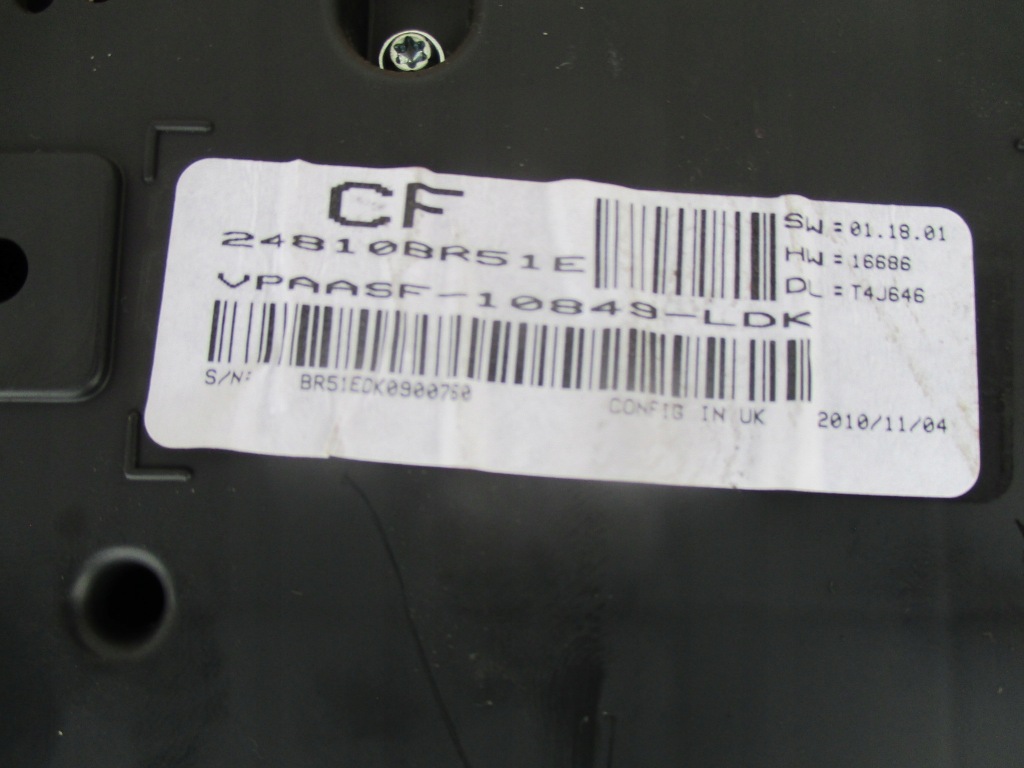 CF
24810BR51E
VPAASF-10849-LDK
SW = 01.18.01
HW = 16686
DL = T4J646
S/N: BR51EDK0900760
CONFIG IN UK
2010/11/04